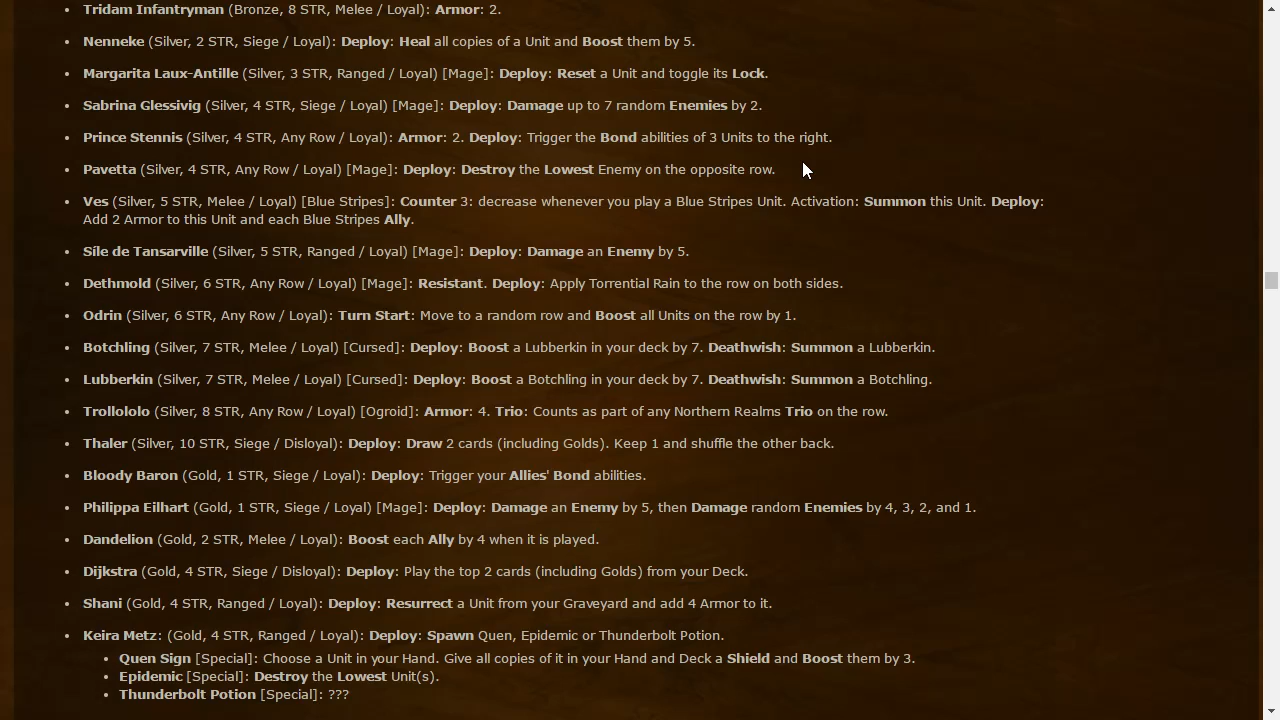 Tridam Infantryman (Bronze, 8 STR, Melee / Loyal): Armor: 2.
Nenneke (Silver, 2 STR, Siege / Loyal): Deploy: Heal all copies of a Unit and Boost them by 5.
Margarita Laux-Antille (Silver, 3 STR, Ranged / Loyal) [Mage]: Deploy: Reset a Unit and toggle its Lock.
Sabrina Glessivig (Silver, 4 STR, Siege / Loyal) [Mage]: Deploy: Damage up to 7 random Enemies by 2.
Prince Stennis (Silver, 4 STR, Any Row / Loyal): Armor: 2. Deploy: Trigger the Bond abilities of 3 Units to the right.
Pavetta (Silver, 4 STR, Any Row / Loyal) [Mage]: Deploy: Destroy the Lowest Enemy on the opposite row.
Ves (Silver, 5 STR, Melee / Loyal) [Blue Stripes]: Counter 3: decrease whenever you play a Blue Stripes Unit. Activation: Summon this Unit. Deploy:
Add 2 Armor to this Unit and each Blue Stripes Ally.
Síle de Tansarville (Silver, 5 STR, Ranged / Loyal) [Mage]: Deploy: Damage an Enemy by 5.
Dethmold (Silver, 6 STR, Any Row / Loyal) [Mage]: Resistant. Deploy: Apply Torrential Rain to the row on both sides.
Odrin (Silver, 6 STR, Any Row / Loyal): Turn Start: Move to a random row and Boost all Units on the row by 1.
Botchling (Silver, 7 STR, Melee / Loyal) [Cursed]: Deploy: Boost a Lubberkin in your deck by 7. Deathwish: Summon a Lubberkin.
Lubberkin (Silver, 7 STR, Melee / Loyal) [Cursed]: Deploy: Boost a Botchling in your deck by 7. Deathwish: Summon a Botchling.
Trollololo (Silver, 8 STR, Any Row / Loyal) [Ogroid]: Armor: 4. Trio: Counts as part of any Northern Realms Trio on the row.
Thaler (Silver, 10 STR, Siege / Disloyal): Deploy: Draw 2 cards (including Golds). Keep 1 and shuffle the other back.
Bloody Baron (Gold, 1 STR, Siege / Loyal): Deploy: Trigger your Allies' Bond abilities.
Philippa Eilhart (Gold, 1 STR, Siege / Loyal) [Mage]: Deploy: Damage an Enemy by 5, then Damage random Enemies by 4, 3, 2, and 1.
Dandelion (Gold, 2 STR, Melee / Loyal): Boost each Ally by 4 when it is played.
Dijkstra (Gold, 4 STR, Siege / Disloyal): Deploy: Play the top 2 cards (including Golds) from your Deck.
Shani (Gold, 4 STR, Ranged / Loyal): Deploy: Resurrect a Unit from your Graveyard and add 4 Armor to it.
Keira Metz: (Gold, 4 STR, Ranged / Loyal): Deploy: Spawn Quen, Epidemic or Thunderbolt Potion.
Quen Sign [Special]: Choose a Unit in your Hand. Give all copies of it in your Hand and Deck a Shield and Boost them by 3.
Epidemic [Special]: Destroy the Lowest Unit(s).
Thunderbolt Potion [Special]: ???